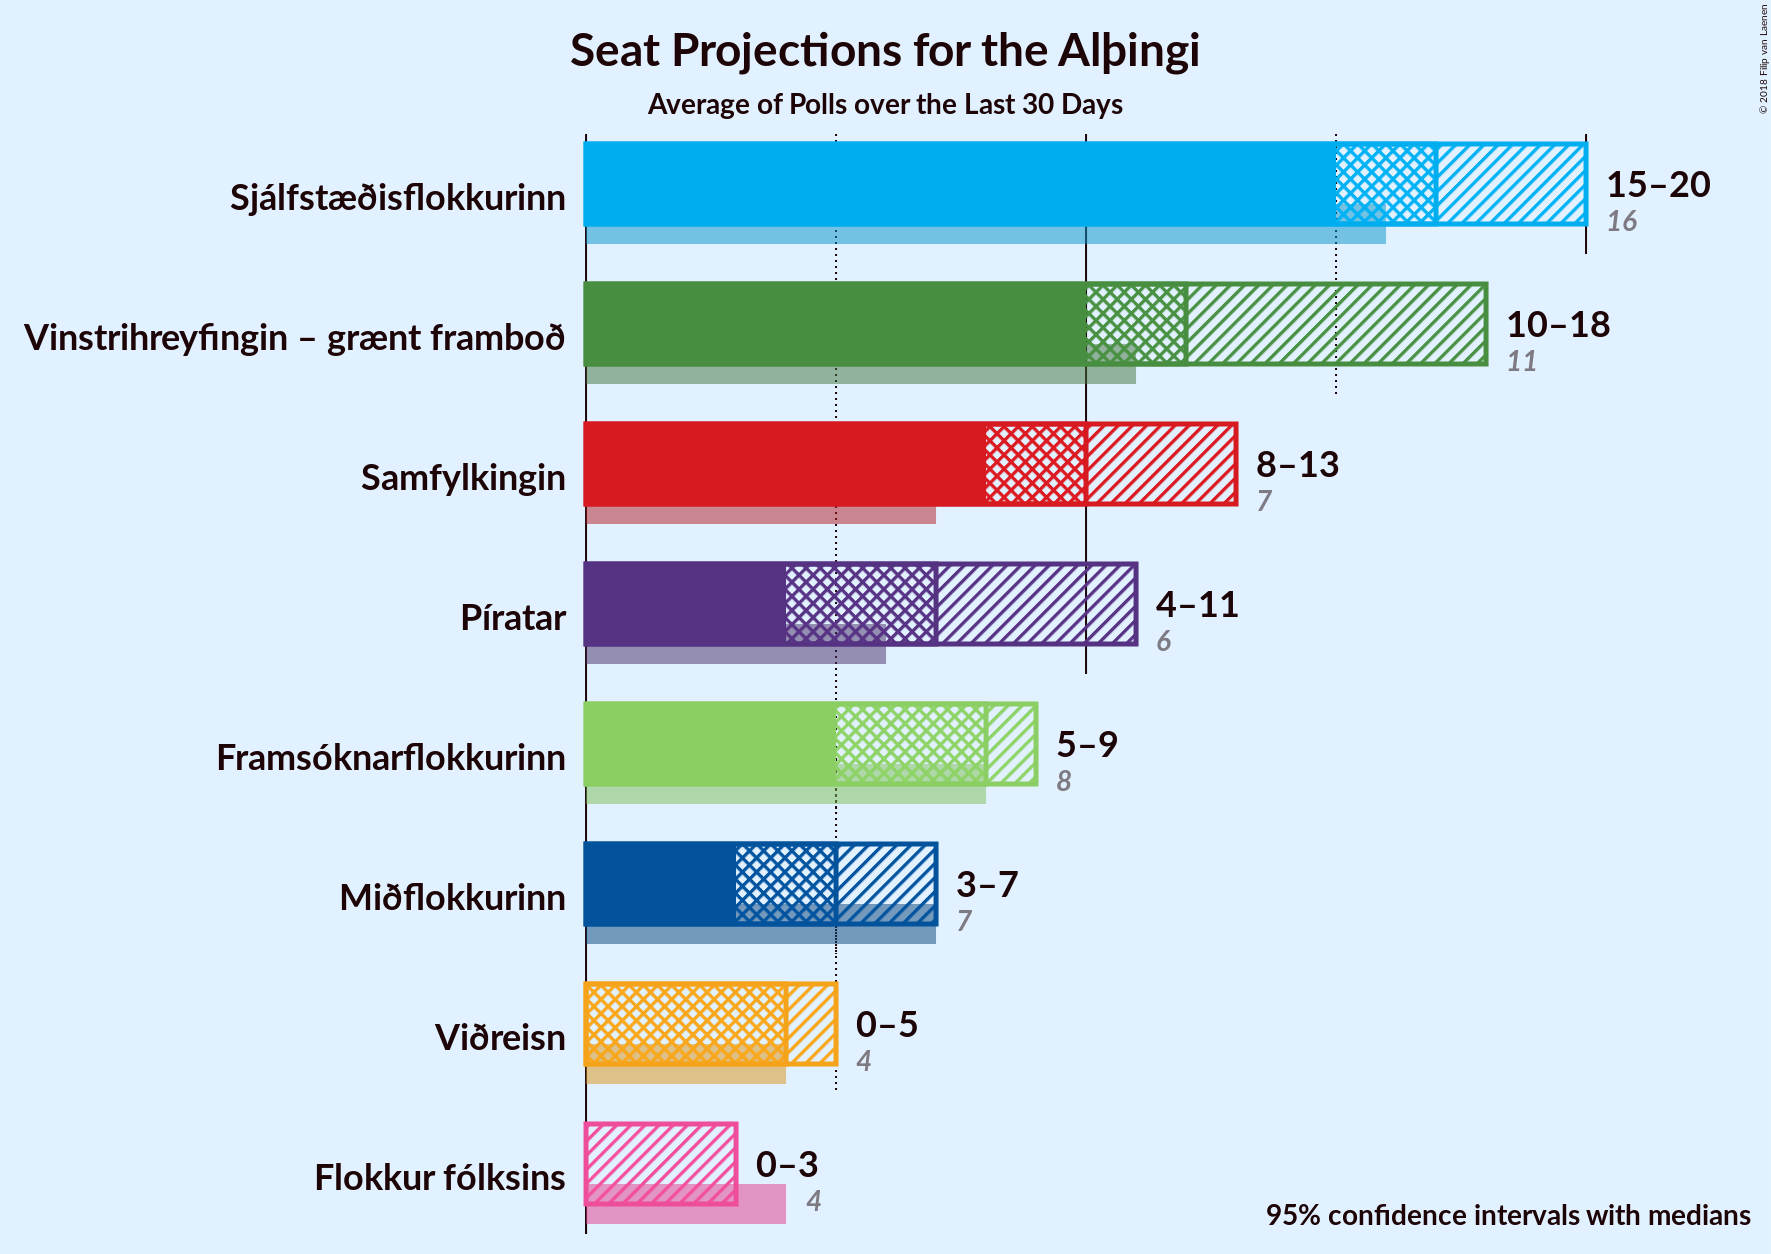 Seat Projections for the Alþingi
Average of Polls over the Last 30 Days
© 2018 Filip van Laenen
Sjálfstæðisflokkurinn
15–20
16
Vinstrihreyfingin – grænt framboð
10–18
11
Samfylkingin
8–13
7
Píratar
4–11
6
Framsóknarflokkurinn
5–9
8
Miðflokkurinn
3–7
7
Viðreisn
0–5
4
Flokkur fólksins
0–3
4
95% confidence intervals with medians